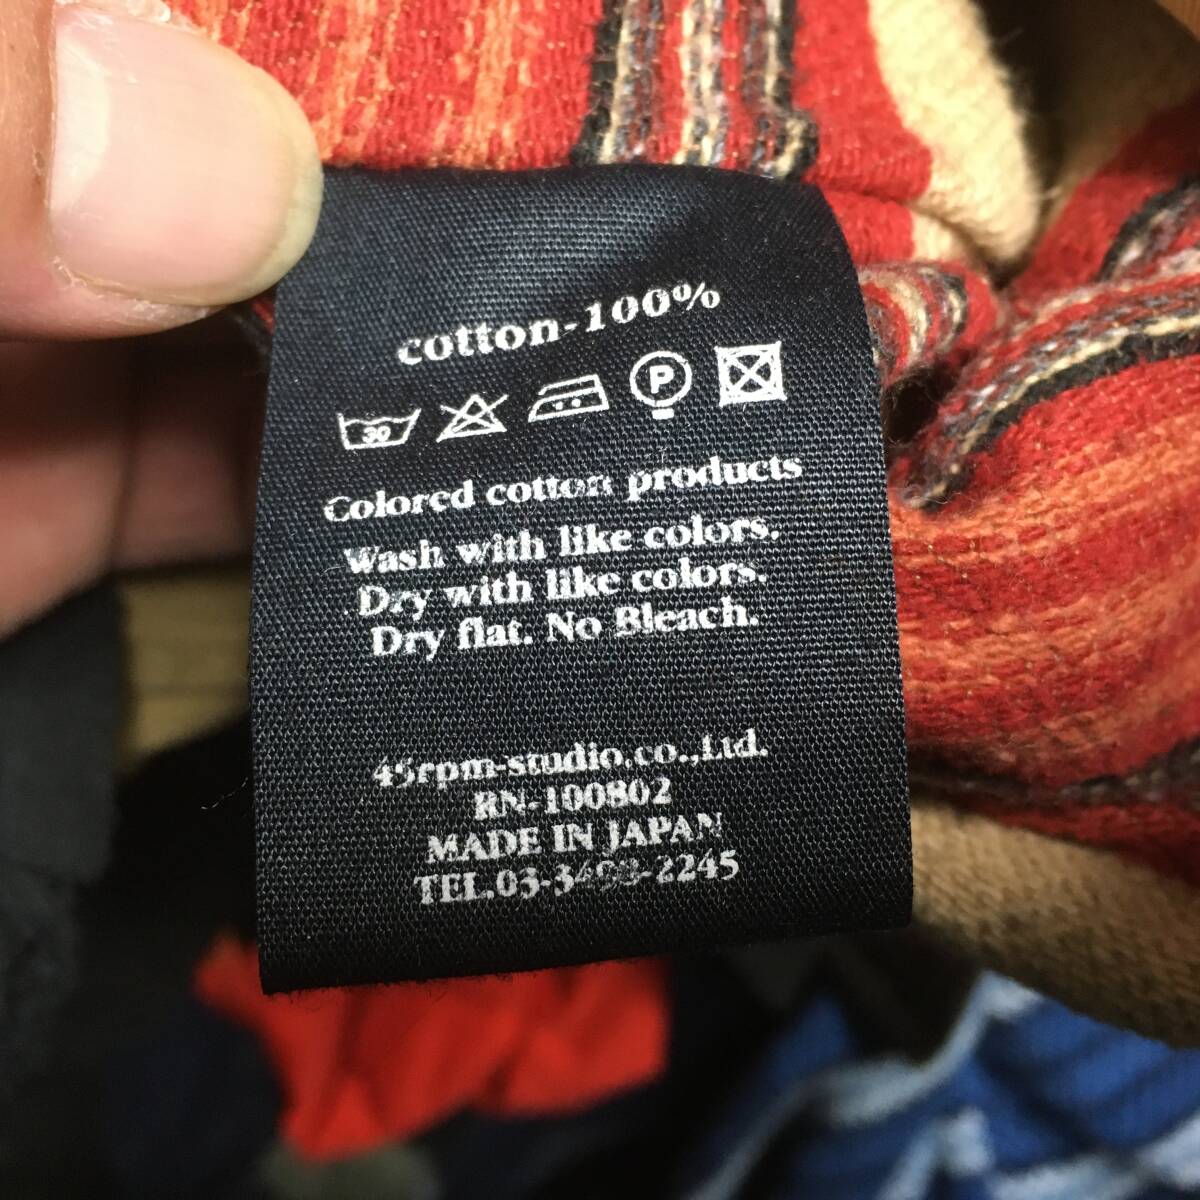 cotton-100%
30 P
Colored cotton products
Wash with like colors.
Dry with like colors.
Dry flat. No Bleach.
45rpm-studio.co.,Ltd.
RN-100802
MADE IN JAPAN
TEL.03-3498-2245